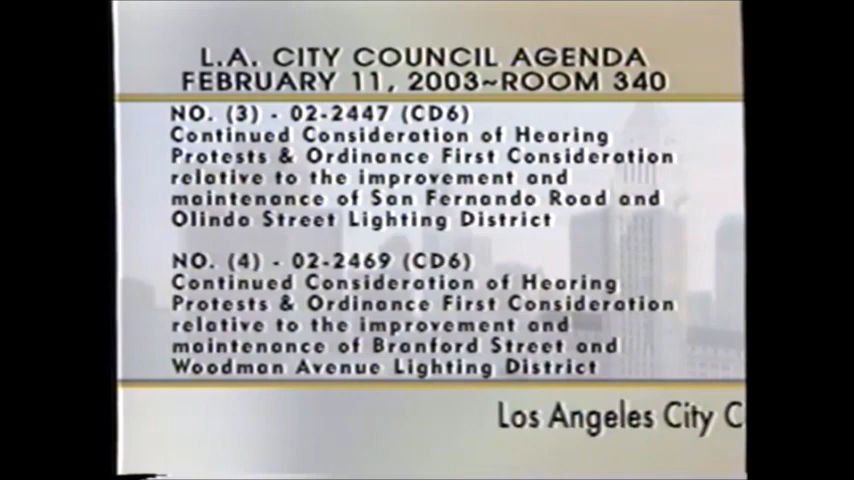 L.A. CITY COUNCIL AGENDA
FEBRUARY 11, 2003~ROOM 340
NO. (3) - 02-2447 (CD6)
Continued Consideration of Hearing
Protests & Ordinance First Consideration
relative to the improvement and
maintenance of San Fernando Road and
Olinda Street Lighting District
NO. (4) - 02-2469 (CD6)
Continued Consideration of Hearing
Protests & Ordinance First Consideration
relative to the improvement and
maintenance of Branford Street and
Woodman Avenue Lighting District
Los Angeles City C